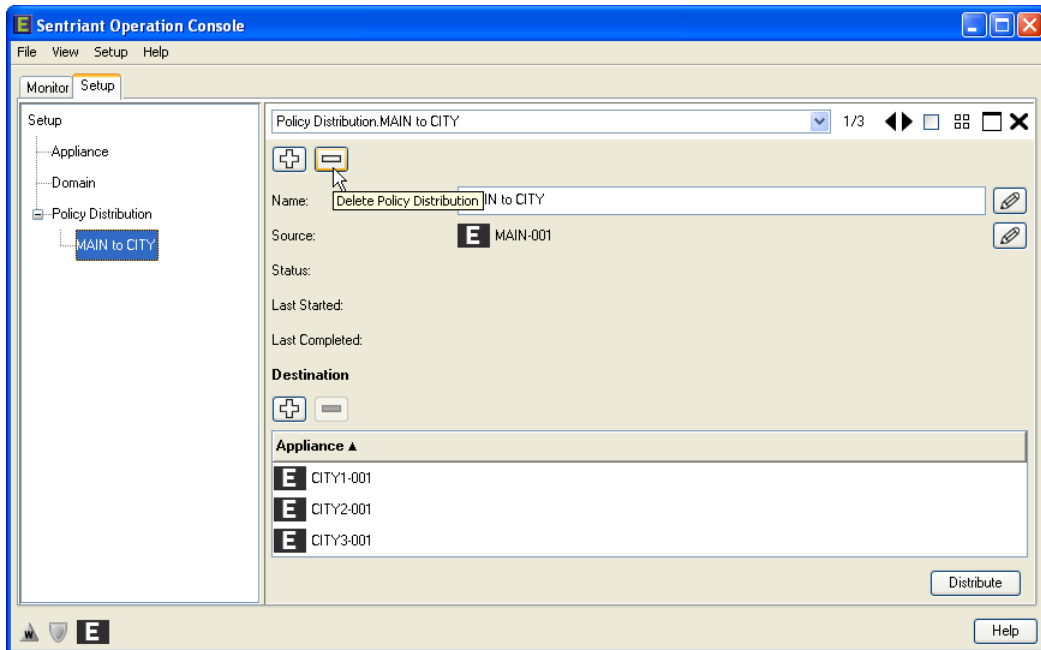 E Sentriant Operation Console
File View Setup Help
Monitor Setup
Setup
Appliance
Domain
Policy Distribution
MAIN to CITY
Policy Distribution.MAIN to CITY 1/3
Name: Delete Policy Distribution IN to CITY
Source: E MAIN-001
Status:
Last Started:
Last Completed:
Destination
Appliance
E CITY1-001
E CITY2-001
E CITY3-001
Distribute
W E Help